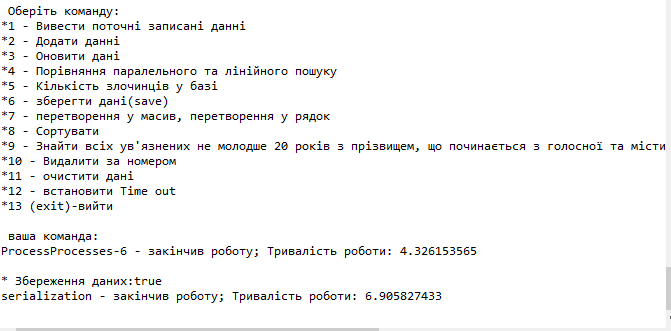 Оберіть команду:
*1 - Вивести поточні записані данні
*2 - Додати данні
*3 - Оновити дані
*4 - Порівняння паралельного та лінійного пошуку
*5 - Кількість злочинців у базі
*6 - зберегти дані(save)
*7 - перетворення у масив, перетворення у рядок
*8 - Сортувати
*9 - Знайти всіх ув'язнених не молодше 20 років з прізвищем, що починається з голосної та місти
*10 - Видалити за номером
*11 - очистити дані
*12 - встановити Time out
*13 (exit)-вийти
ваша команда:
ProcessProcesses-6 - закінчив роботу; Тривалість роботи: 4.326153565
* Збереження даних:true
serialization - закінчив роботу; Тривалість роботи: 6.905827433